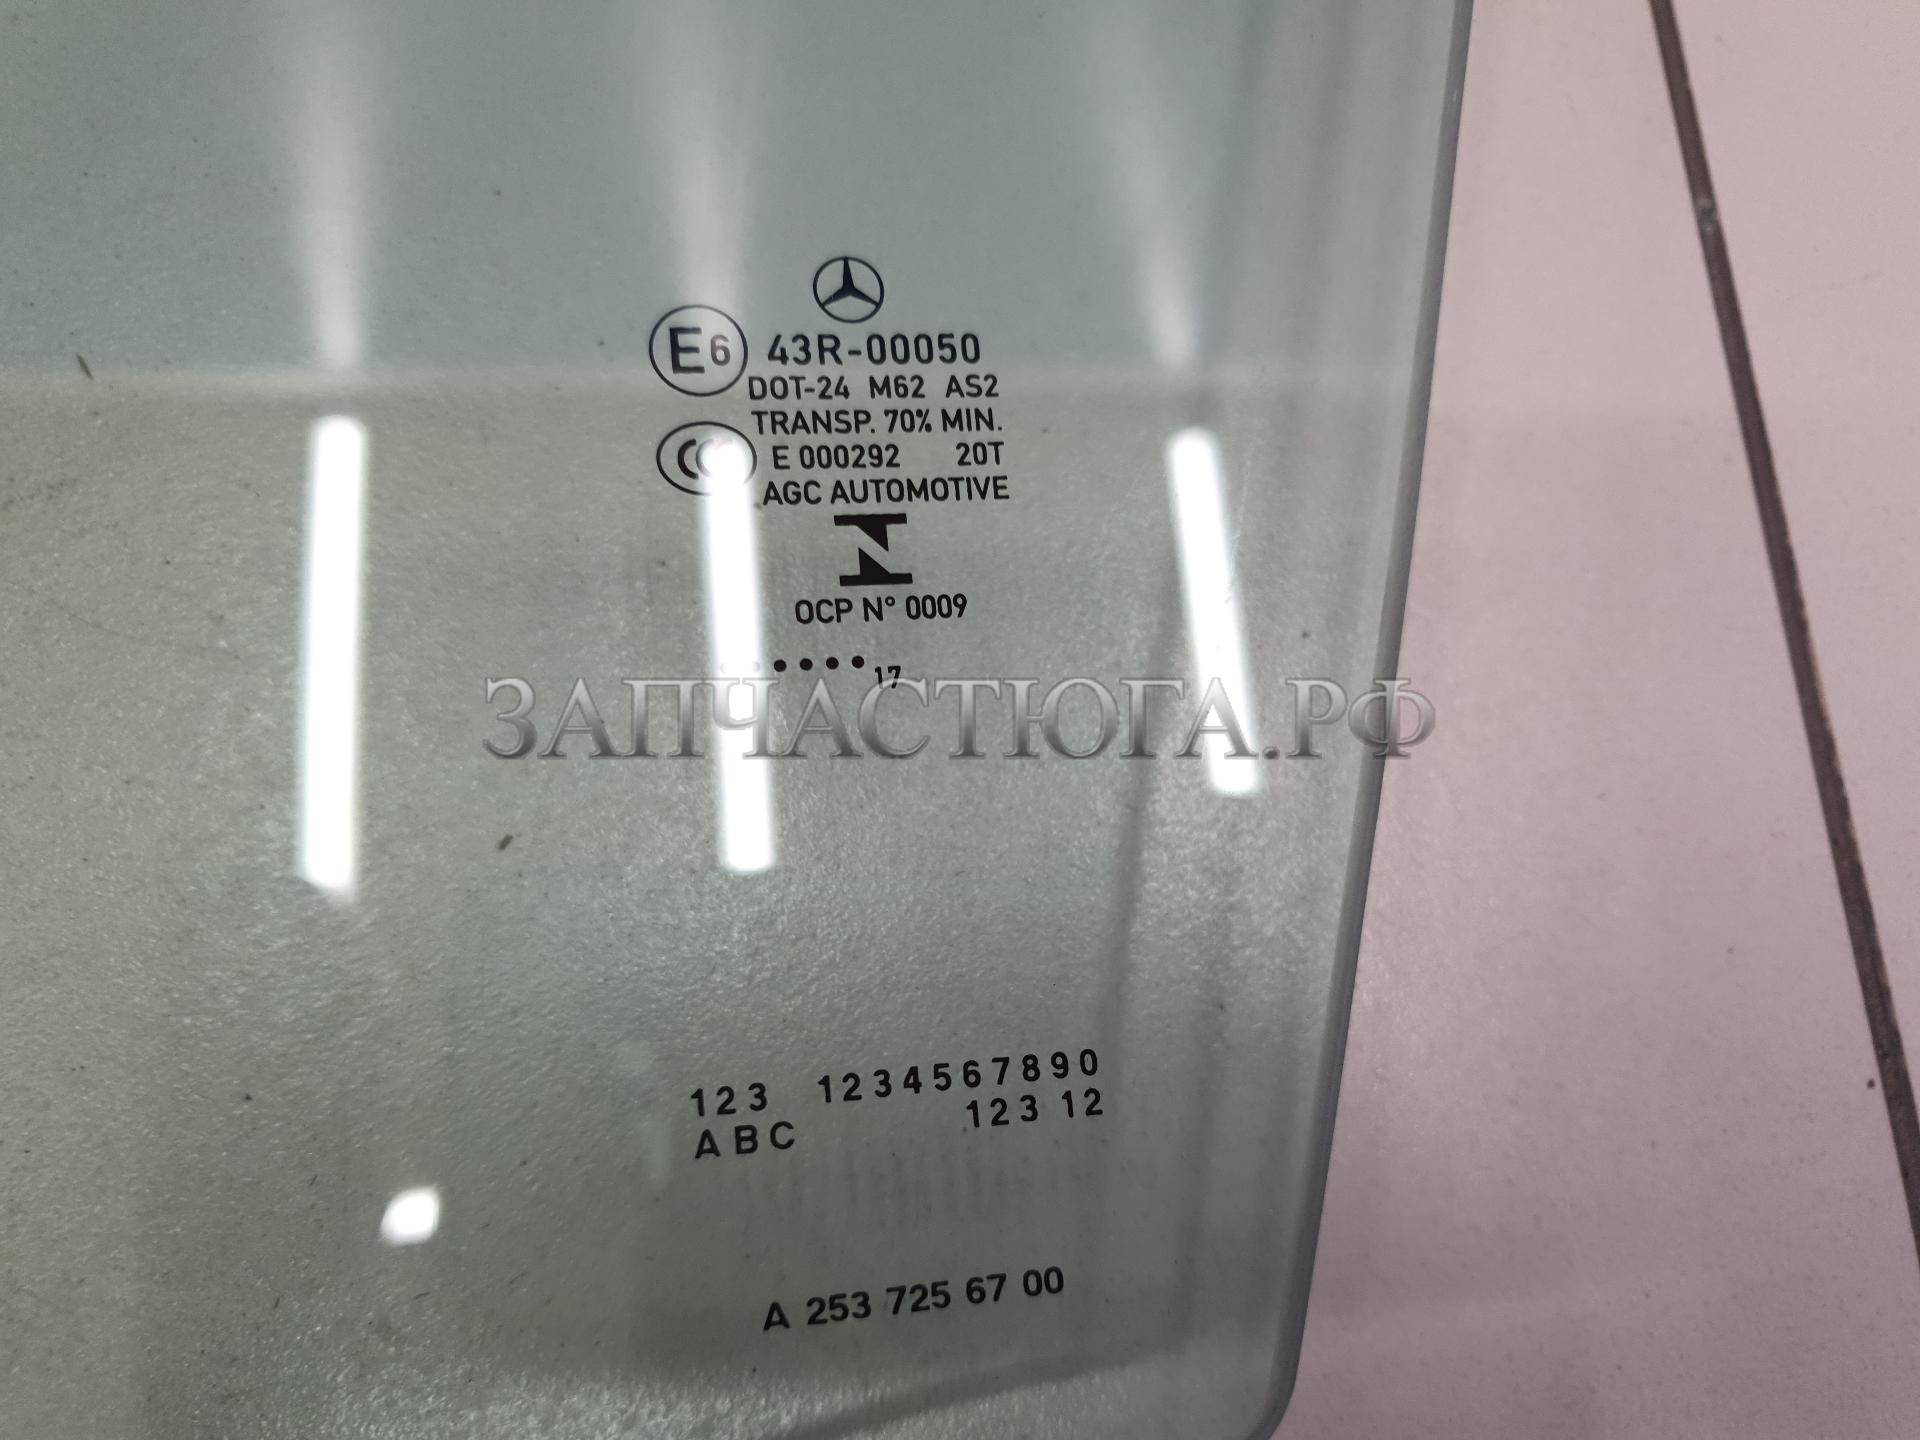 E6 43R-00050
DOT-24 M62 AS2
TRANSP. 70% MIN.
E 000292 20T
AGC AUTOMOTIVE
OCP N° 0009
••••• 17
ЗАПЧАСТЮГА.РФ
123 1234567890
ABC 123 12
A 253 725 67 00